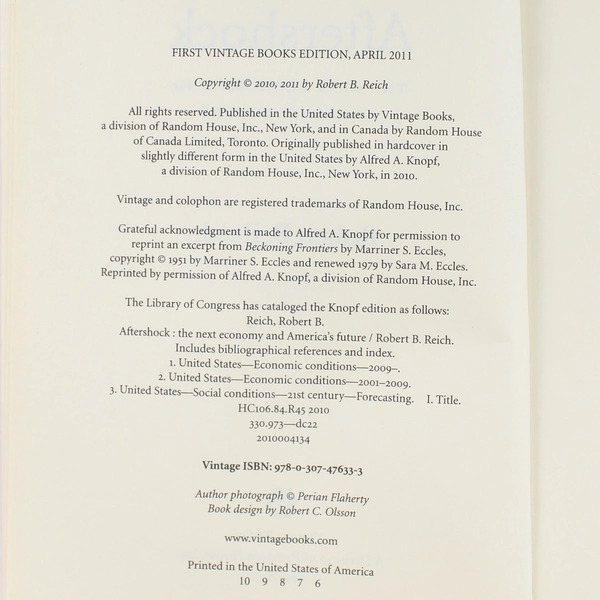 FIRST VINTAGE BOOKS EDITION, APRIL 2011
Copyright © 2010, 2011 by Robert B. Reich
All rights reserved. Published in the United States by Vintage Books,
a division of Random House, Inc., New York, and in Canada by Random House
of Canada Limited, Toronto. Originally published in hardcover in
slightly different form in the United States by Alfred A. Knopf,
a division of Random House, Inc., New York, in 2010.
Vintage and colophon are registered trademarks of Random House, Inc.
Grateful acknowledgment is made to Alfred A. Knopf for permission to
reprint an excerpt from Beckoning Frontiers by Marriner S. Eccles,
copyright © 1951 by Marriner S. Eccles and renewed 1979 by Sara M. Eccles.
Reprinted by permission of Alfred A. Knopf, a division of Random House, Inc.
The Library of Congress has cataloged the Knopf edition as follows:
Reich, Robert B.
Aftershock : the next economy and America's future / Robert B. Reich.
Includes bibliographical references and index.
1. United States—Economic conditions—2009–.
2. United States—Economic conditions—2001–2009.
3. United States—Social conditions—21st century—Forecasting. I. Title.
HC106.84.R45 2010
330.973—dc22
2010004134
Vintage ISBN: 978-0-307-47633-3
Author photograph © Perian Flaherty
Book design by Robert C. Olsson
www.vintagebooks.com
Printed in the United States of America
10 9 8 7 6